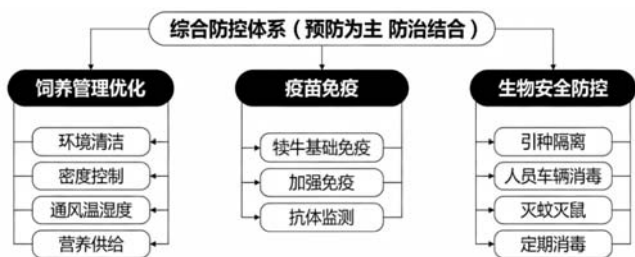 综合防控体系（预防为主 防治结合）
饲养管理优化
环境清洁
密度控制
通风温湿度
营养供给
疫苗免疫
犊牛基础免疫
加强免疫
抗体监测
生物安全防控
引种隔离
人员车辆消毒
灭蚊灭鼠
定期消毒